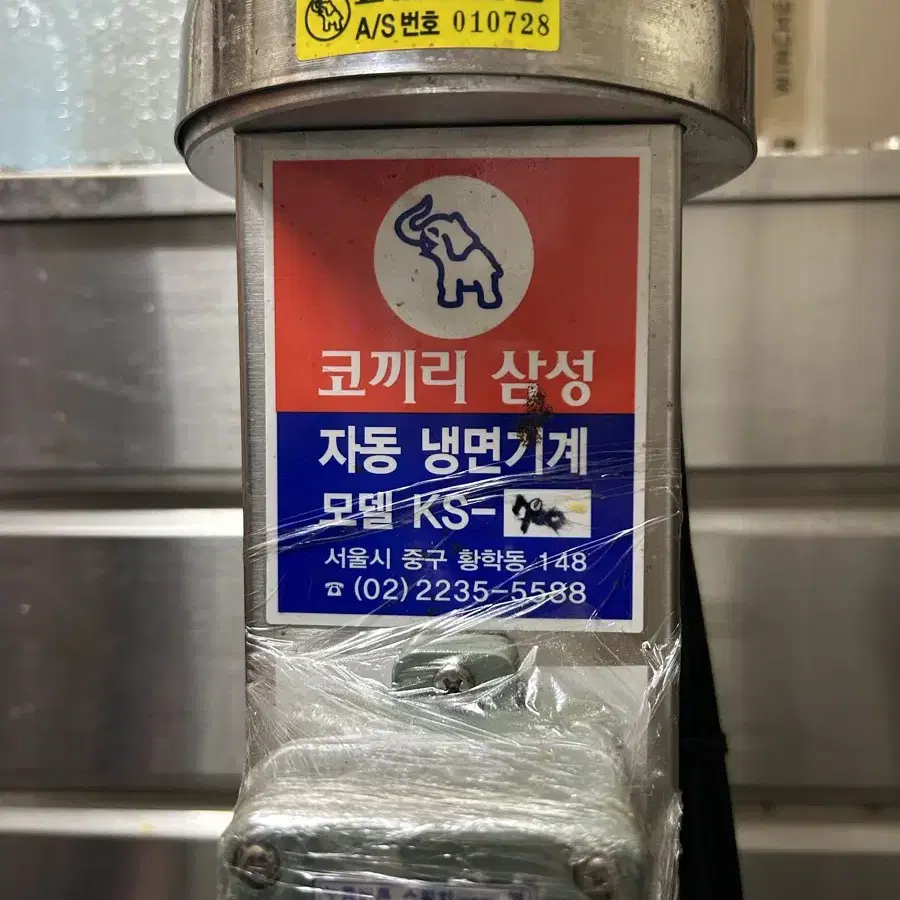 A/S 번호 010728
코끼리 삼성
자동 냉면기계
모델 KS-700
서울시 중구 황학동 148
☎ (02) 2235-5588